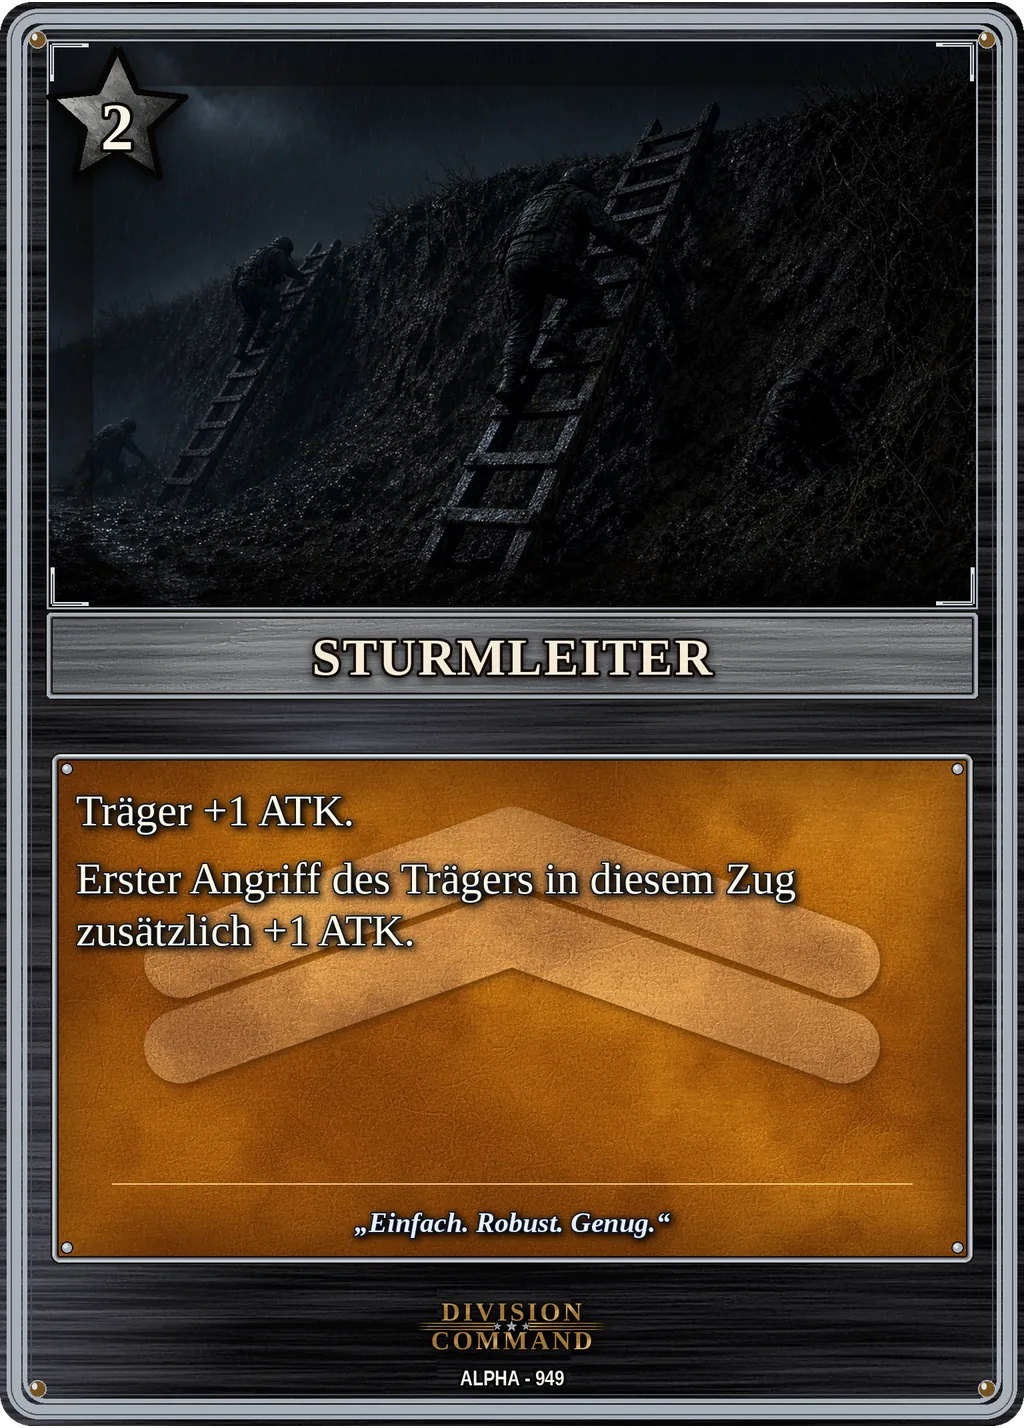 2
STURMLEITER
Träger +1 ATK.
Erster Angriff des Trägers in diesem Zug
zusätzlich +1 ATK.
„Einfach. Robust. Genug.“
DIVISION
COMMAND
ALPHA - 949